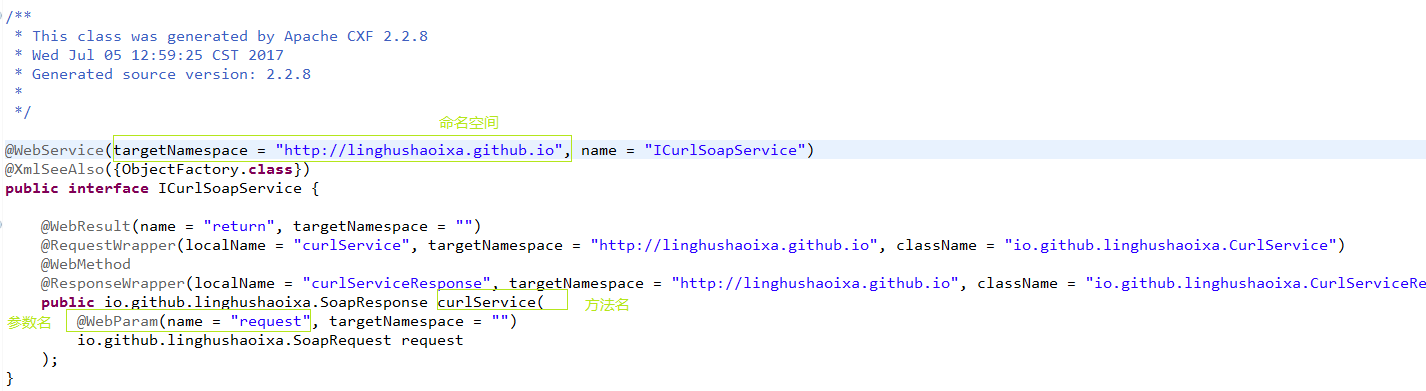 /**
 * This class was generated by Apache CXF 2.2.8
 * Wed Jul 05 12:59:25 CST 2017
 * Generated source version: 2.2.8
 *
 */
命名空间
@WebService(targetNamespace = "http://linghushaoixa.github.io", name = "ICurlSoapService")
@XmlSeeAlso({ObjectFactory.class})
public interface ICurlSoapService {
    @WebResult(name = "return", targetNamespace = "")
    @RequestWrapper(localName = "curlService", targetNamespace = "http://linghushaoixa.github.io", className = "io.github.linghushaoixa.CurlService")
    @WebMethod
    @ResponseWrapper(localName = "curlServiceResponse", targetNamespace = "http://linghushaoixa.github.io", className = "io.github.linghushaoixa.CurlServiceRe
    public io.github.linghushaoixa.SoapResponse curlService( 方法名
参数名 @WebParam(name = "request", targetNamespace = "")
        io.github.linghushaoixa.SoapRequest request
    );
}